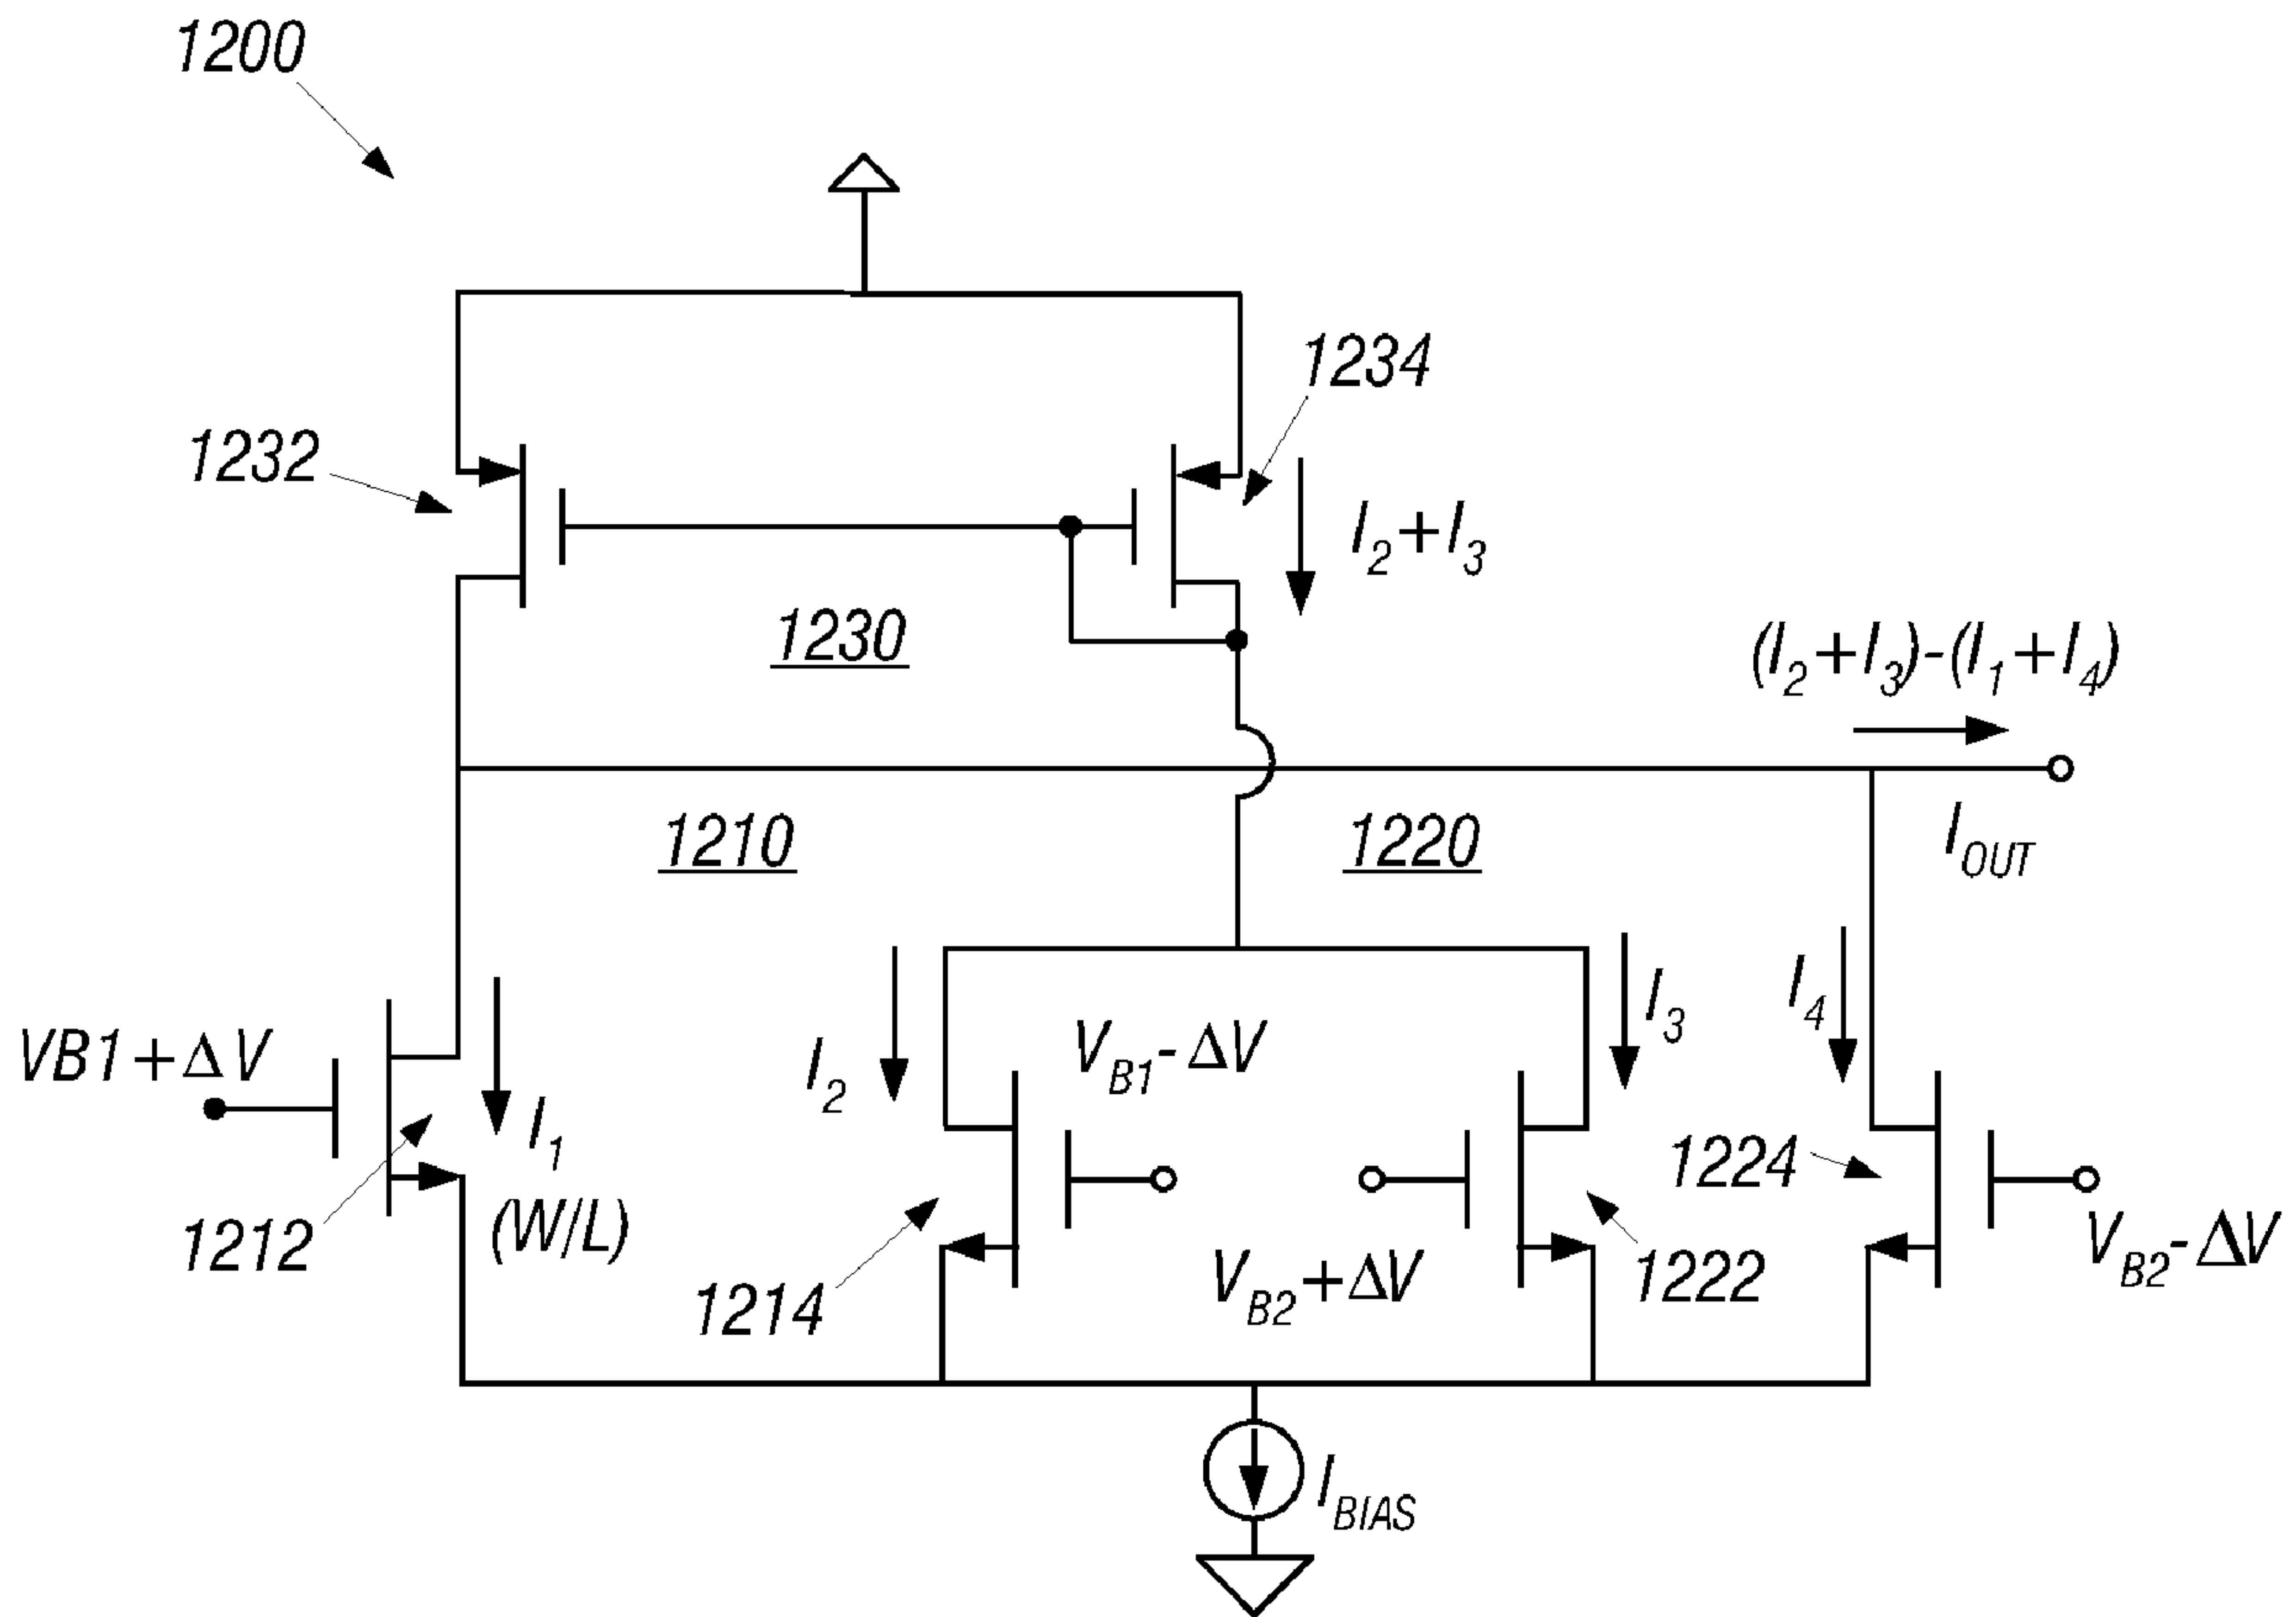 1200
1234
1232
I2+I3
1230
(I2+I3)-(I1+I4)
1210
1220
IOUT
I2
I3
I4
VB1+ΔV
VB1-ΔV
I1
(W/L)
1212
1214
VB2+ΔV
1222
1224
VB2-ΔV
IBIAS